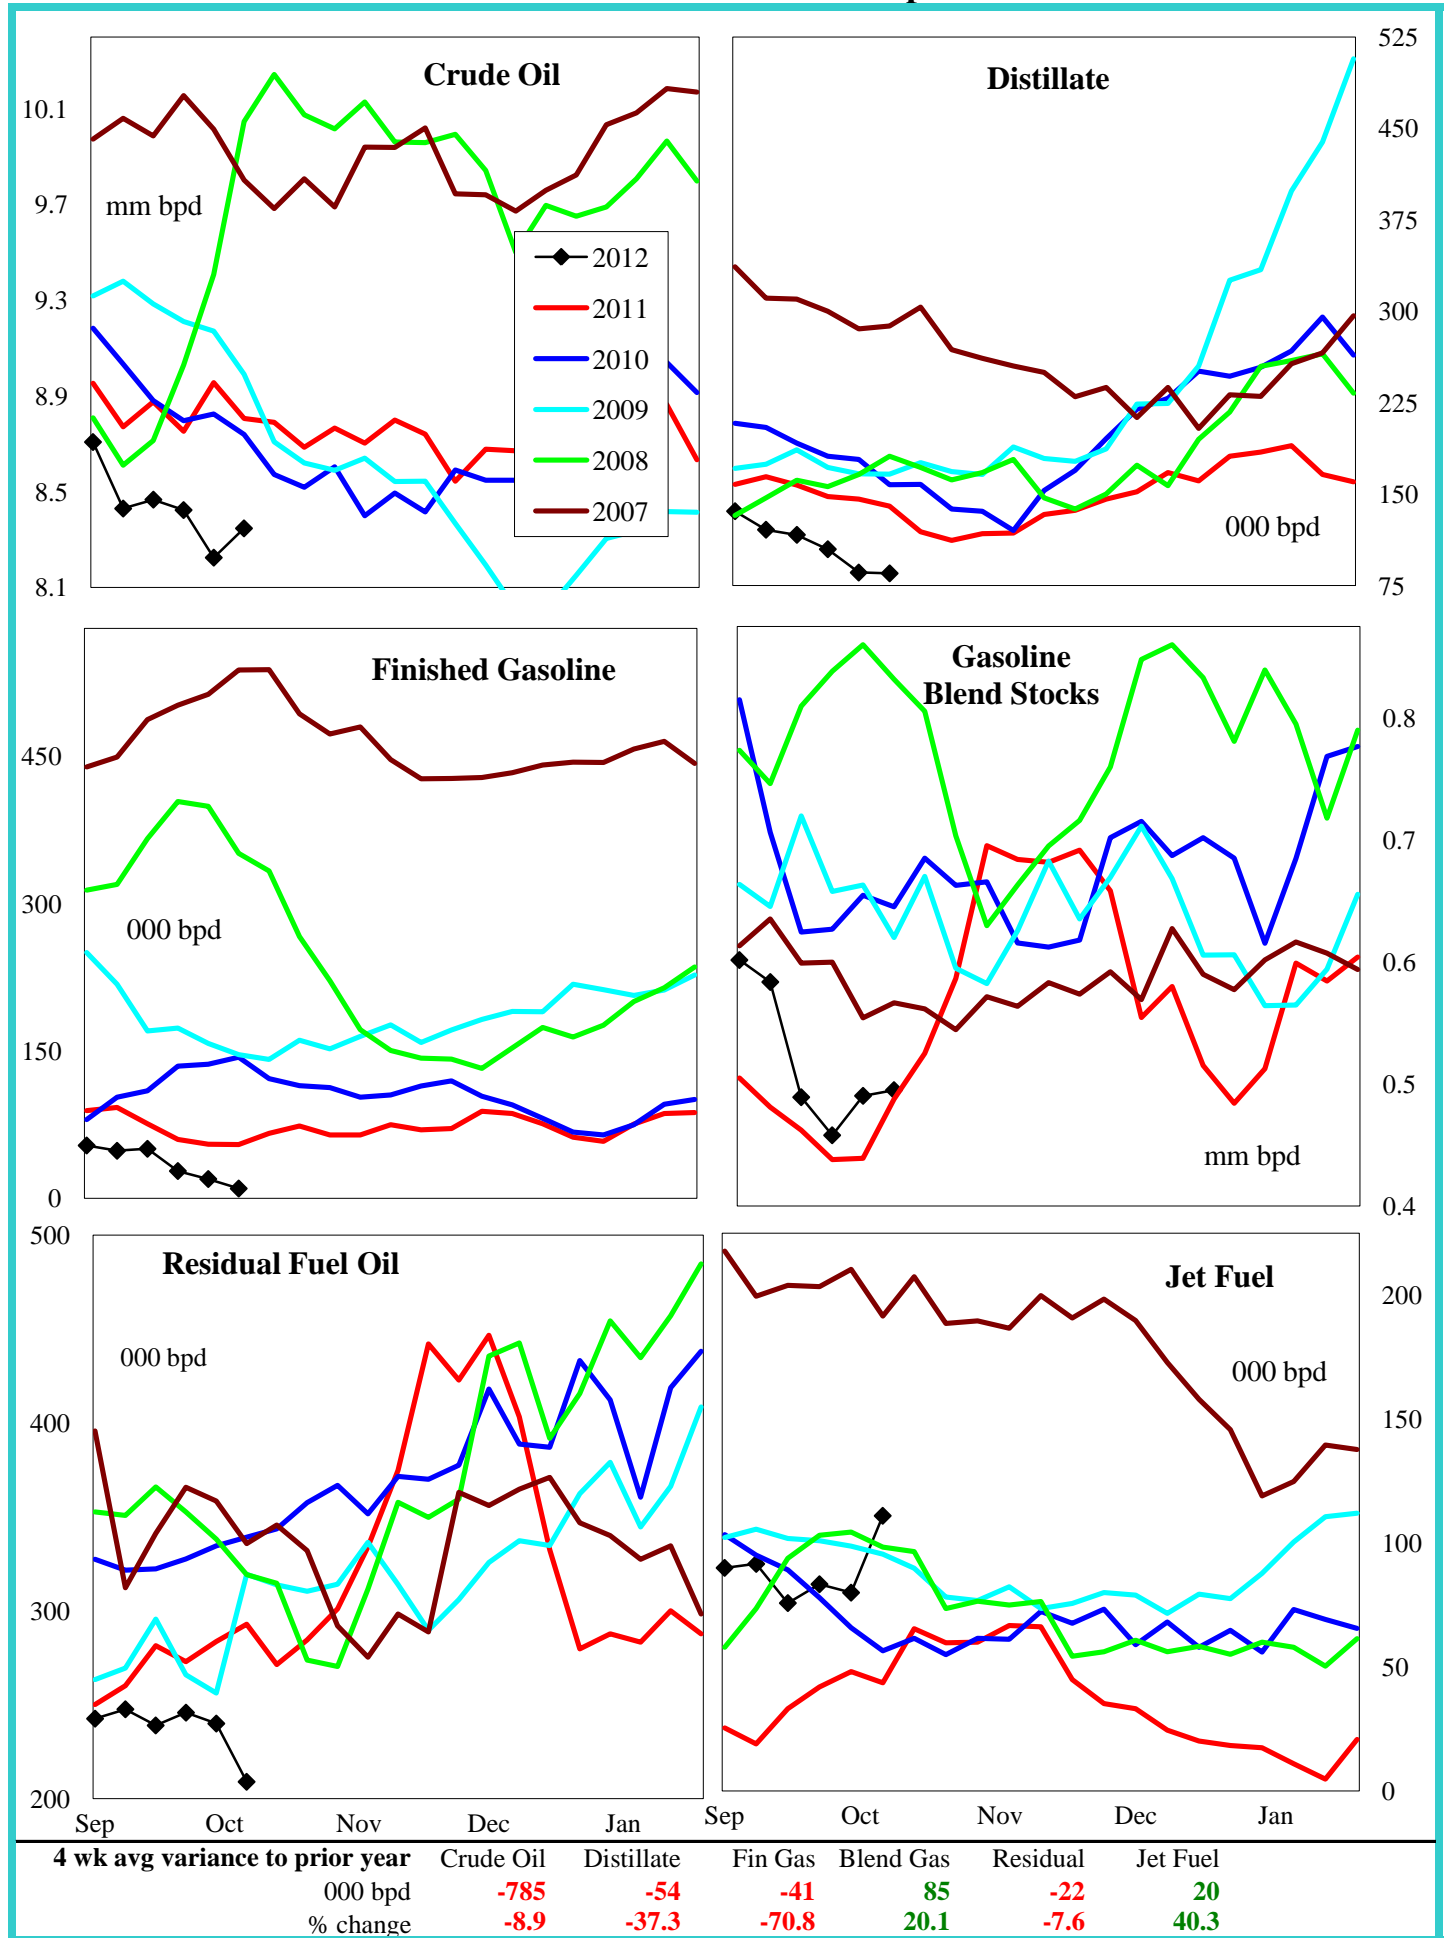 Crude Oil
10.1
9.7
9.3
8.9
8.5
8.1
mm bpd
2012
2011
2010
2009
2008
2007
Distillate
525
450
375
300
225
150
75
000 bpd
Finished Gasoline
450
300
150
0
000 bpd
Gasoline
Blend Stocks
0.8
0.7
0.6
0.5
0.4
mm bpd
Residual Fuel Oil
500
400
300
200
000 bpd
Sep Oct Nov Dec Jan
Jet Fuel
200
150
100
50
0
000 bpd
Sep Oct Nov Dec Jan
4 wk avg variance to prior year Crude Oil Distillate Fin Gas Blend Gas Residual Jet Fuel
000 bpd -785 -54 -41 85 -22 20
% change -8.9 -37.3 -70.8 20.1 -7.6 40.3